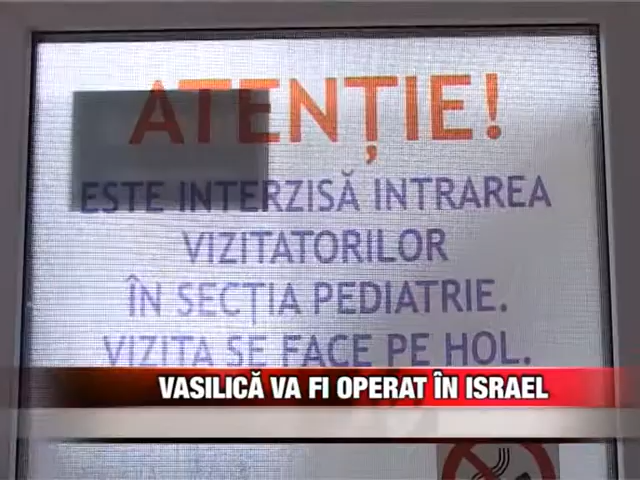 ATENȚIE!
ESTE INTERZISĂ INTRAREA
VIZITATORILOR
ÎN SECȚIA PEDIATRIE.
VIZITA SE FACE PE HOL.
VASILICĂ VA FI OPERAT ÎN ISRAEL